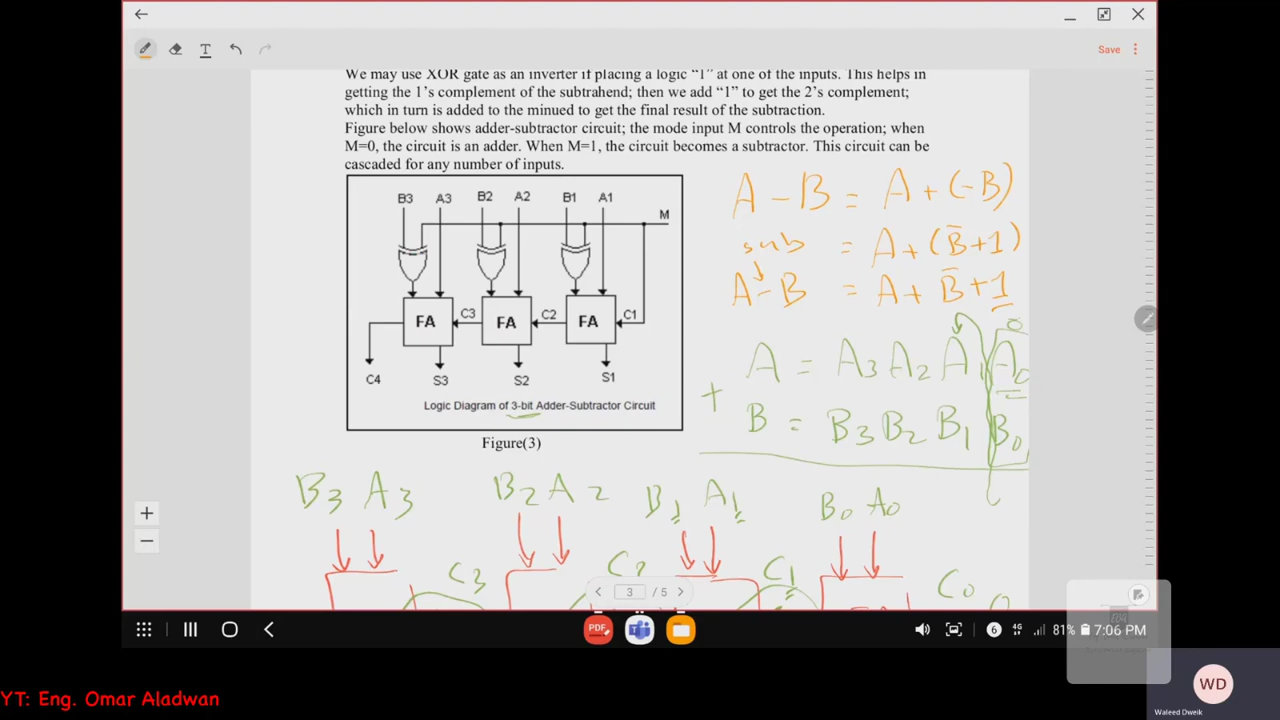 Save
We may use XOR gate as an inverter if placing a logic “1” at one of the inputs. This helps in
getting the 1’s complement of the subtrahend; then we add “1” to get the 2’s complement;
which in turn is added to the minued to get the final result of the subtraction.
Figure below shows adder-subtractor circuit; the mode input M controls the operation; when
M=0, the circuit is an adder. When M=1, the circuit becomes a subtractor. This circuit can be
cascaded for any number of inputs.
B3 A3 B2 A2 B1 A1
M
FA C3 FA C2 FA C1
C4 S3 S2 S1
Logic Diagram of 3-bit Adder-Subtractor Circuit
Figure(3)
A - B = A + (-B)
sub = A + (B̅+1)
A - B = A + B̅+1
0
A = A3 A2 A1 A0
+
B = B3 B2 B1 B0
B3 A3 B2 A2 B1 A1 B0 A0
C3 C2 C1 C0
3 / 5
6 4G 81% 7:06 PM
PDF
YT: Eng. Omar Aladwan
WD
Waleed Dweik